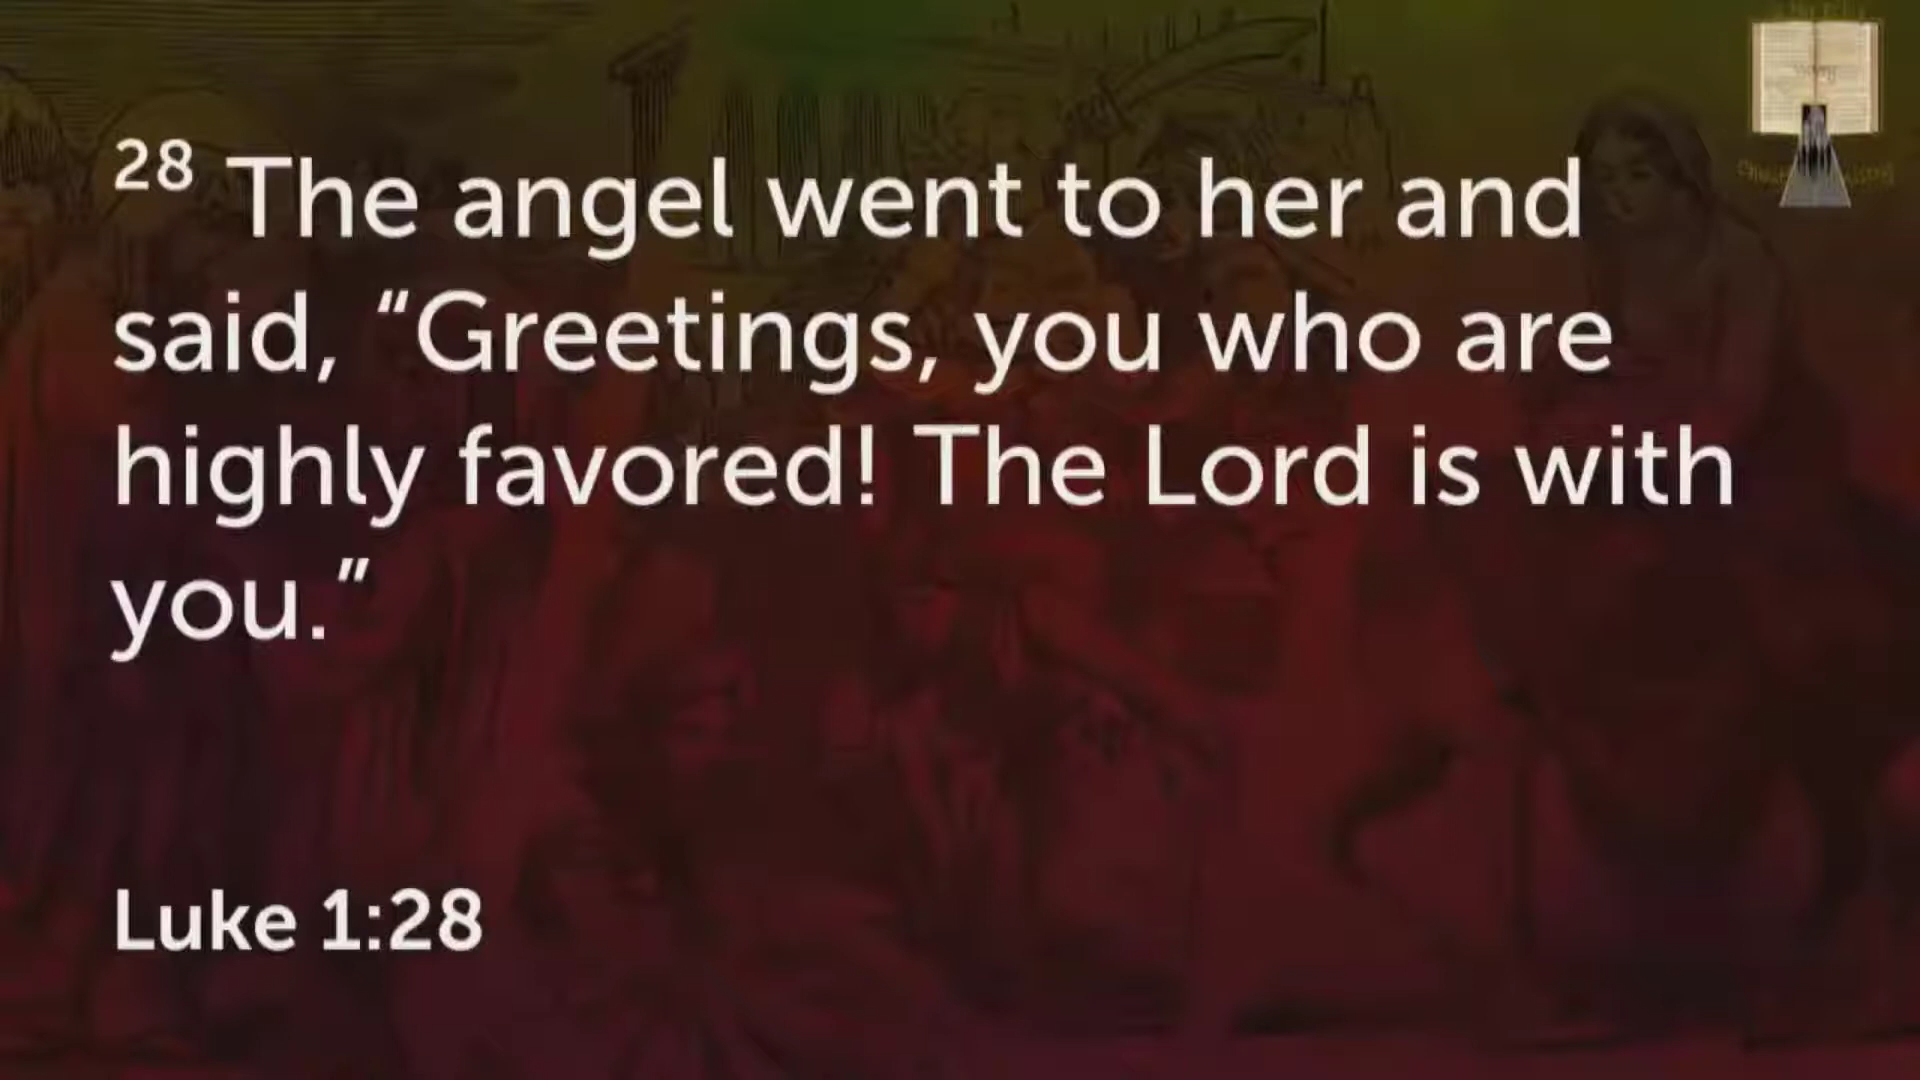 28 The angel went to her and
said, “Greetings, you who are
highly favored! The Lord is with
you.”
Luke 1:28